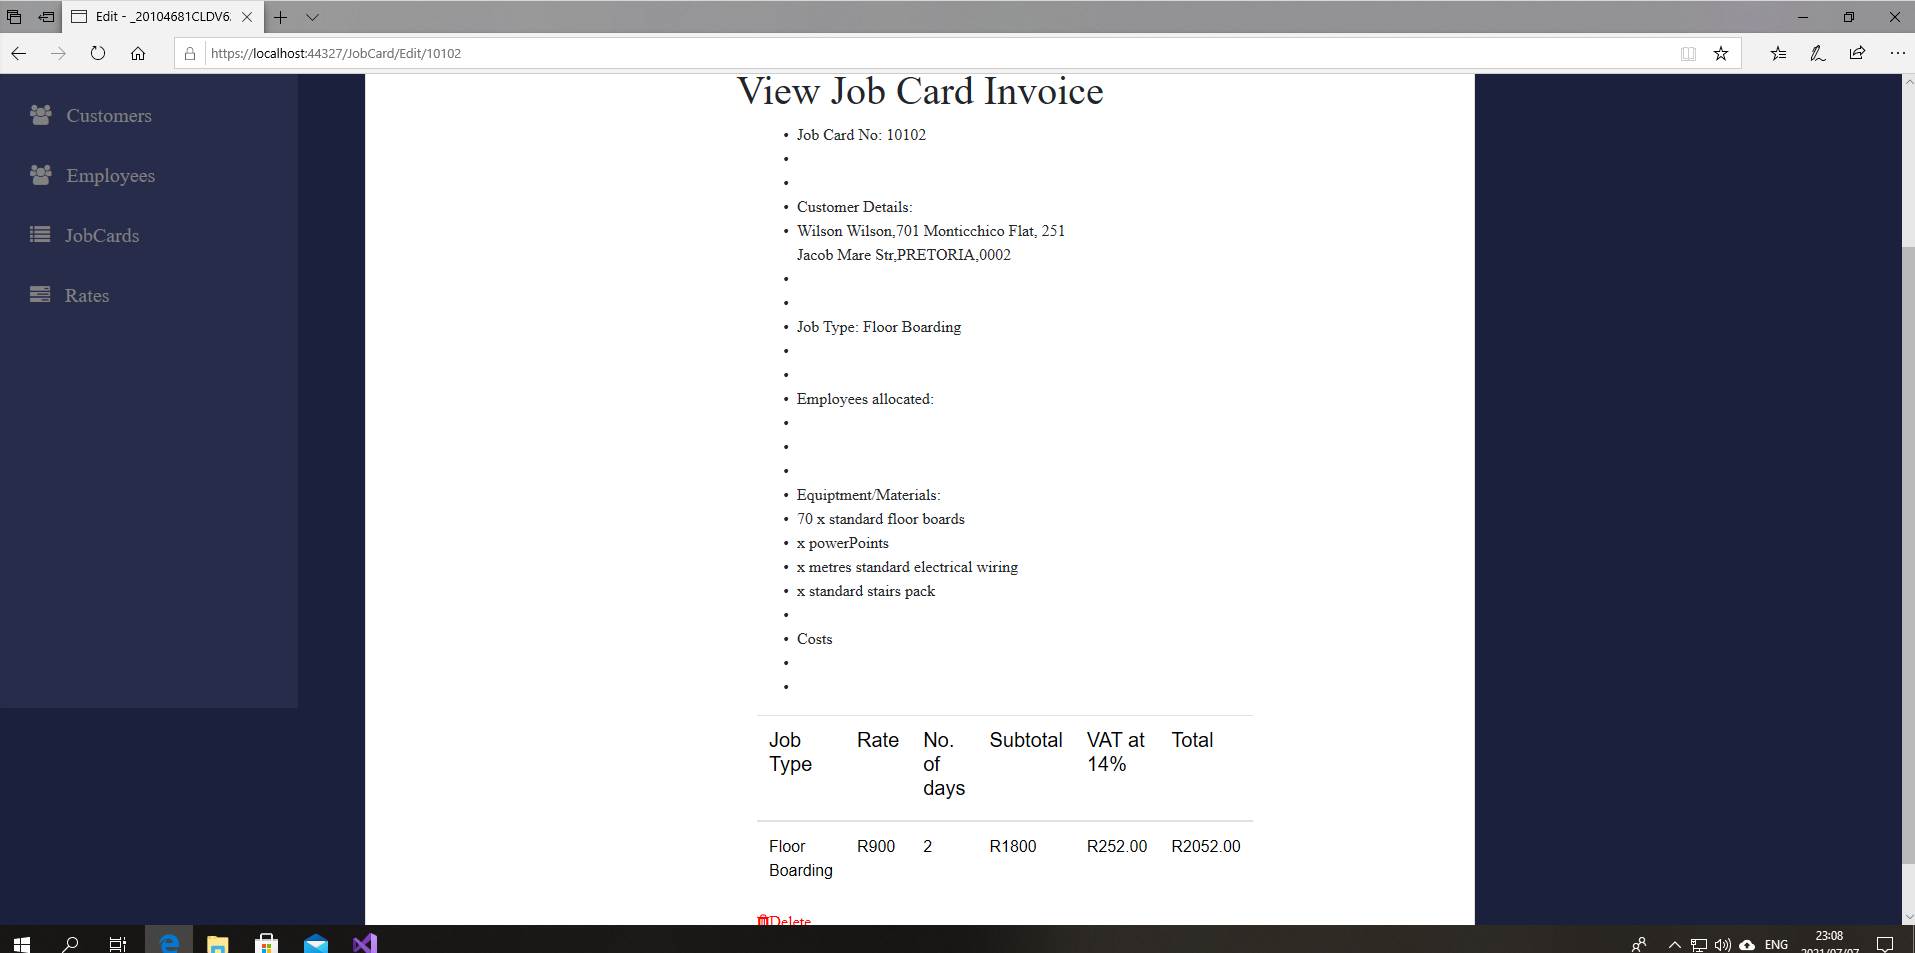 Edit - _20104681CLDV6
https://localhost:44327/JobCard/Edit/10102
Customers
Employees
JobCards
Rates
View Job Card Invoice
• Job Card No: 10102
•
•
• Customer Details:
• Wilson Wilson,701 Monticchico Flat, 251
Jacob Mare Str,PRETORIA,0002
•
•
• Job Type: Floor Boarding
•
•
• Employees allocated:
•
•
•
• Equiptment/Materials:
• 70 x standard floor boards
• x powerPoints
• x metres standard electrical wiring
• x standard stairs pack
•
• Costs
•
•
Job Type Rate No. of days Subtotal VAT at 14% Total
Floor Boarding R900 2 R1800 R252.00 R2052.00
Delete
ENG
23:08
2021/07/07